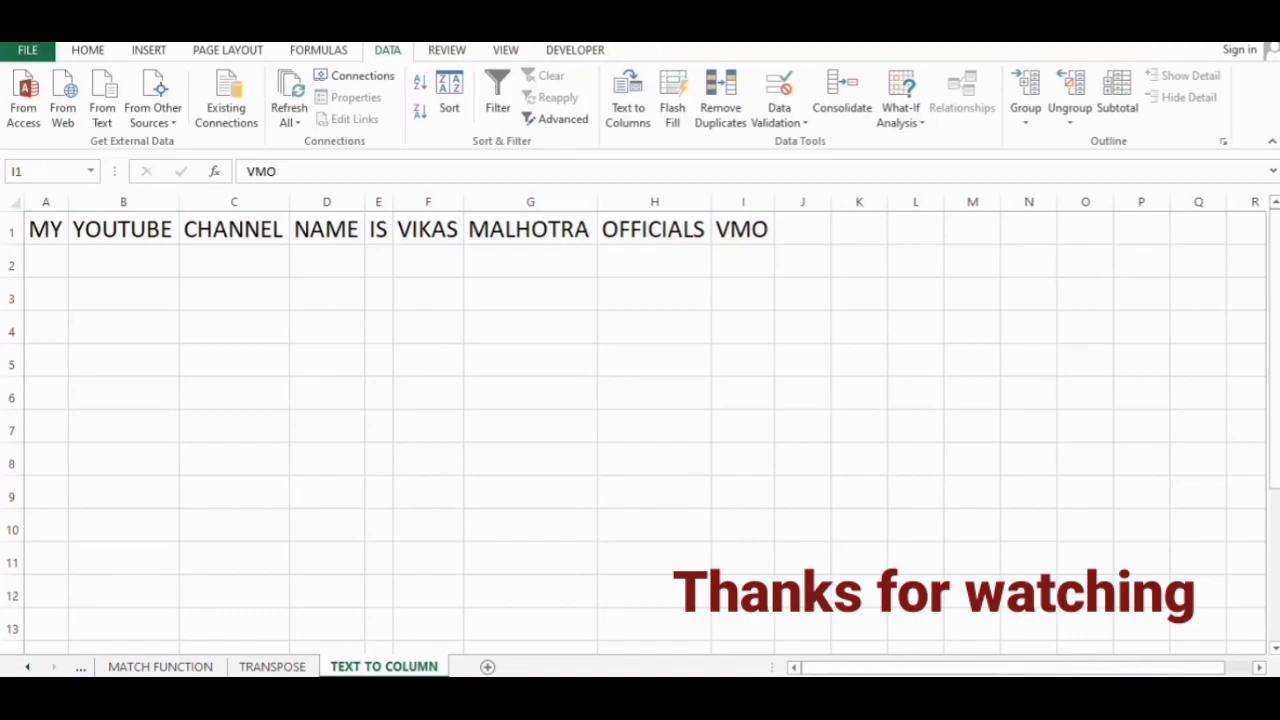 FILE HOME INSERT PAGE LAYOUT FORMULAS DATA REVIEW VIEW DEVELOPER Sign in
From Access From Web From Text From Other Sources Existing Connections Refresh All Connections Properties Edit Links Sort Filter Clear Reapply Advanced Text to Columns Flash Fill Remove Duplicates Data Validation Consolidate What-If Analysis Relationships Group Ungroup Subtotal Show Detail Hide Detail
Get External Data Connections Sort & Filter Data Tools Outline
I1 fx VMO
A B C D E F G H I J K L M N O P Q R
1 MY YOUTUBE CHANNEL NAME IS VIKAS MALHOTRA OFFICIALS VMO
2
3
4
5
6
7
8
9
10
11
12
13
Thanks for watching
... MATCH FUNCTION TRANSPOSE TEXT TO COLUMN